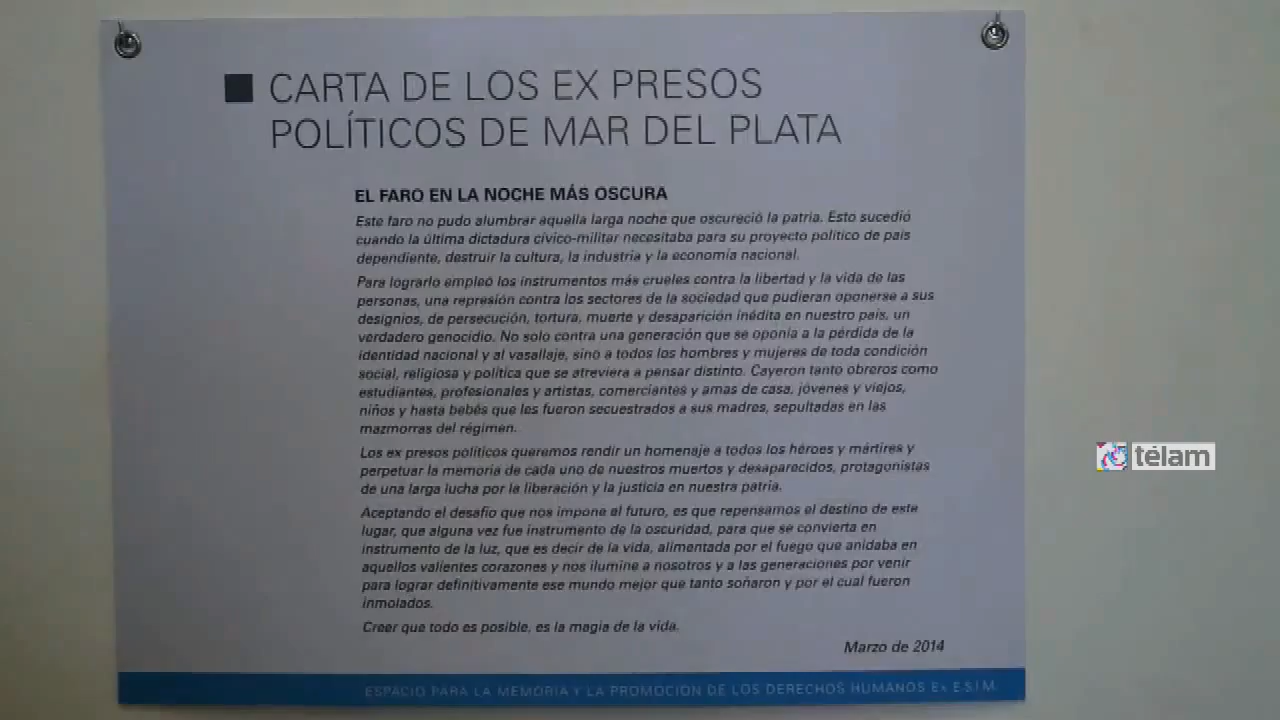 CARTA DE LOS EX PRESOS
POLÍTICOS DE MAR DEL PLATA
EL FARO EN LA NOCHE MÁS OSCURA
Este faro no pudo alumbrar aquella larga noche que oscureció la patria. Esto sucedió
cuando la última dictadura cívico-militar necesitaba para su proyecto político de país
dependiente, destruir la cultura, la industria y la economía nacional.
Para lograrlo empleó los instrumentos más crueles contra la libertad y la vida de las
personas, una represión contra los sectores de la sociedad que pudieran oponerse a sus
designios, de persecución, tortura, muerte y desaparición inédita en nuestro país, un
verdadero genocidio. No solo contra una generación que se oponía a la pérdida de la
identidad nacional y al vasallaje, sino a todos los hombres y mujeres de toda condición
social, religiosa y política que se atreviera a pensar distinto. Cayeron tanto obreros como
estudiantes, profesionales y artistas, comerciantes y amas de casa, jóvenes y viejos,
niños y hasta bebés que les fueron secuestrados a sus madres, sepultadas en las
mazmorras del régimen.
Los ex presos políticos queremos rendir un homenaje a todos los héroes y mártires y
perpetuar la memoria de cada uno de nuestros muertos y desaparecidos, protagonistas
de una larga lucha por la liberación y la justicia en nuestra patria.
Aceptando el desafío que nos impone el futuro, es que repensamos el destino de este
lugar, que alguna vez fue instrumento de la oscuridad, para que se convierta en
instrumento de la luz, que es decir de la vida, alimentada por el fuego que anidaba en
aquellos valientes corazones y nos ilumine a nosotros y a las generaciones por venir
para lograr definitivamente ese mundo mejor que tanto soñaron y por el cual fueron
inmolados.
Creer que todo es posible, es la magia de la vida.
Marzo de 2014
ESPACIO PARA LA MEMORIA Y LA PROMOCIÓN DE LOS DERECHOS HUMANOS Ex E.S.I.M.
télam